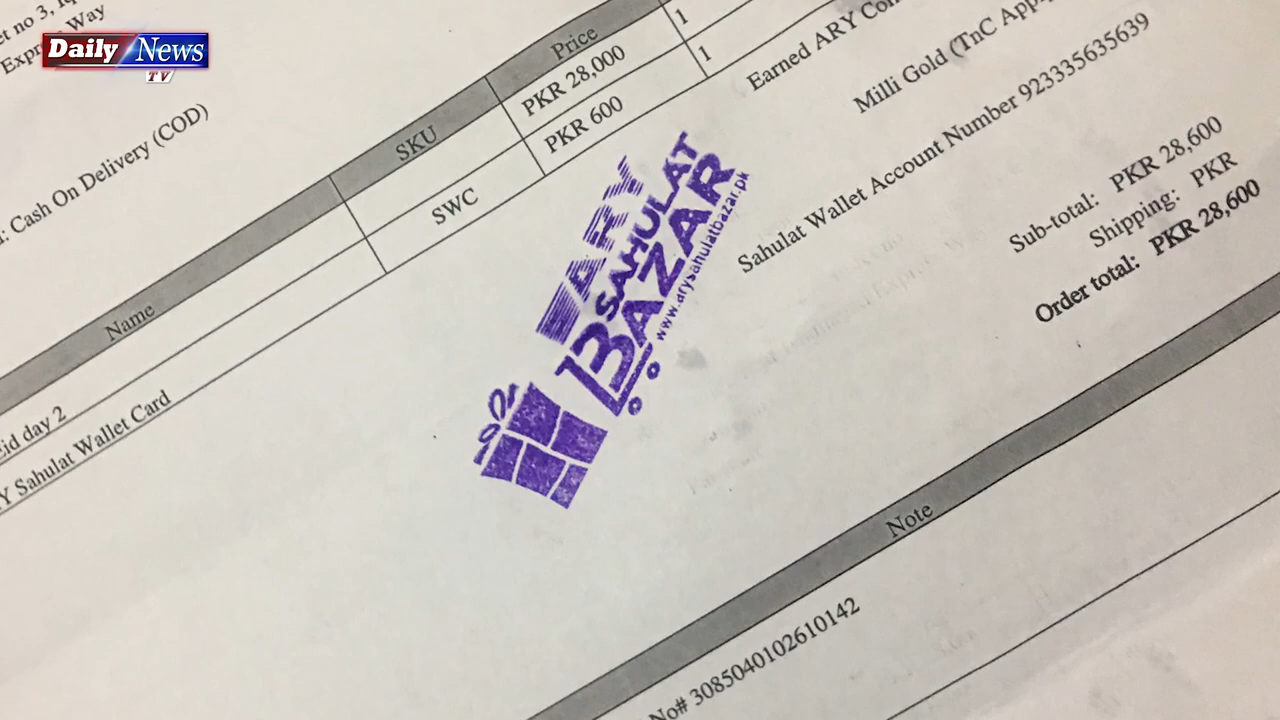 Daily News
TV
et no 3,
Express Way
: Cash On Delivery (COD)
Name SKU Price
Eid day 2 PKR 28,000 1
Y Sahulat Wallet Card SWC PKR 600 1
Earned ARY
Milli Gold (TnC
Sahulat Wallet Account Number 923335635639
Sub-total: PKR 28,600
Shipping: PKR
Order total: PKR 28,600
ARY
SAHULAT
BAZAR
www.arysahulatbazar.pk
Note
No# 3085040102610142